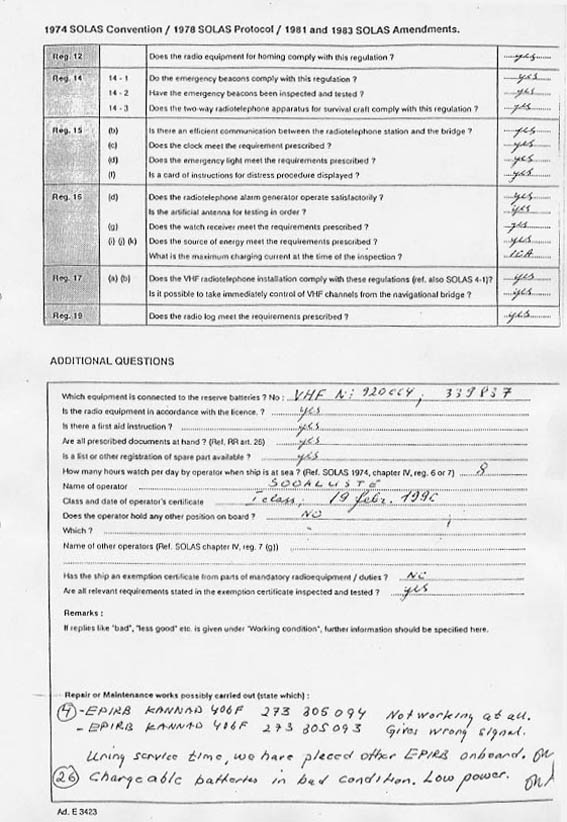 1974 SOLAS Convention / 1978 SOLAS Protocol / 1981 and 1983 SOLAS Amendments.
Reg. 12 Does the radio equipment for homing comply with this regulation ? yes
Reg. 14 14 - 1 Do the emergency beacons comply with this regulation ? yes
14 - 2 Have the emergency beacons been inspected and tested ? yes
14 - 3 Does the two-way radiotelephone apparatus for survival craft comply with this regulation ? yes
Reg. 15 (b) Is there an efficient communication between the radiotelephone station and the bridge ? yes
(c) Does the clock meet the requirement prescribed ? yes
(d) Does the emergency light meet the requirements prescribed ? yes
(f) Is a card of instructions for distress procedure displayed ? yes
Reg. 16 (d) Does the radiotelephone alarm generator operate satisfactorily ? yes
Is the artificial antenna for testing in order ? yes
(g) Does the watch receiver meet the requirements prescribed ? yes
(i) (j) (k) Does the source of energy meet the requirements prescribed ? yes
What is the maximum charging current at the time of the inspection ?
Reg. 17 (a) (b) Does the VHF radiotelephone installation comply with these regulations (ref. also SOLAS 4-1)? yes
Is it possible to take immediately control of VHF channels from the navigational bridge ? yes
Reg. 19 Does the radio log meet the requirements prescribed ? yes
ADDITIONAL QUESTIONS
Which equipment is connected to the reserve batteries ? No : VHF N: 339837
Is the radio equipment in accordance with the licence. ? yes
Is there a first aid instruction ? yes
Are all prescribed documents at hand ? (Ref. RR art. 26) yes
Is a list or other registration of spare part available ? yes
How many hours watch per day by operator when ship is at sea ? (Ref. SOLAS 1974, chapter IV, reg. 6 or 7) 8
Name of operator
Class and date of operator's certificate I class, 19 febr. 1996
Does the operator hold any other position on board ? NO
Which ? -
Name of other operators (Ref. SOLAS chapter IV, reg. 7 (g))
Has the ship an exemption certificate from parts of mandatory radioequipment / duties ? NO
Are all relevant requirements stated in the exemption certificate inspected and tested ? yes
Remarks :
If replies like "bad", "less good" etc. is given under "Working condition", further information should be specified here.
Repair or Maintenance works possibly carried out (state which) :
(4) - EPIRB KANNAD 406F 273 305 094 Not working at all.
- EPIRB KANNAD 406F 273 305093 Gives wrong signal.
service time, we have placed other EPIRB onboard.
(26) Chargeable batteries in bad condition. Low power.
Ad. E 3423